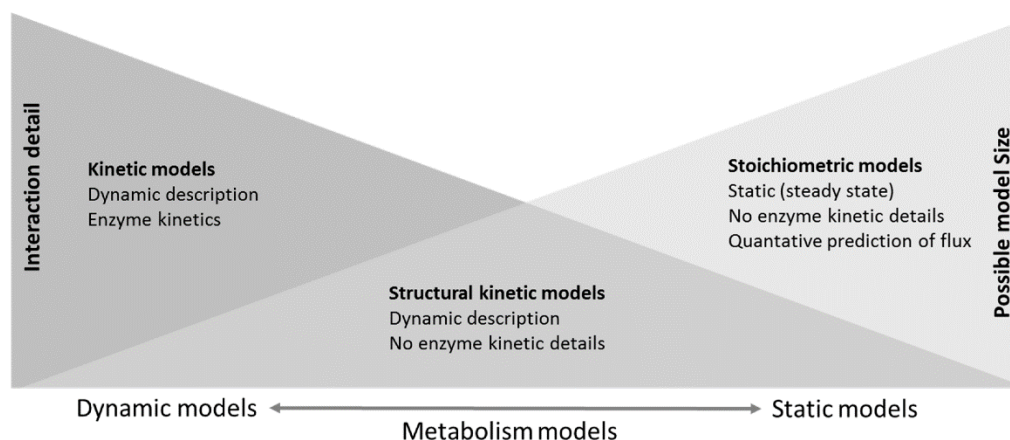 Interaction detail
Kinetic models
Dynamic description
Enzyme kinetics
Structural kinetic models
Dynamic description
No enzyme kinetic details
Stoichiometric models
Static (steady state)
No enzyme kinetic details
Quantative prediction of flux
Possible model Size
Dynamic models
Static models
Metabolism models